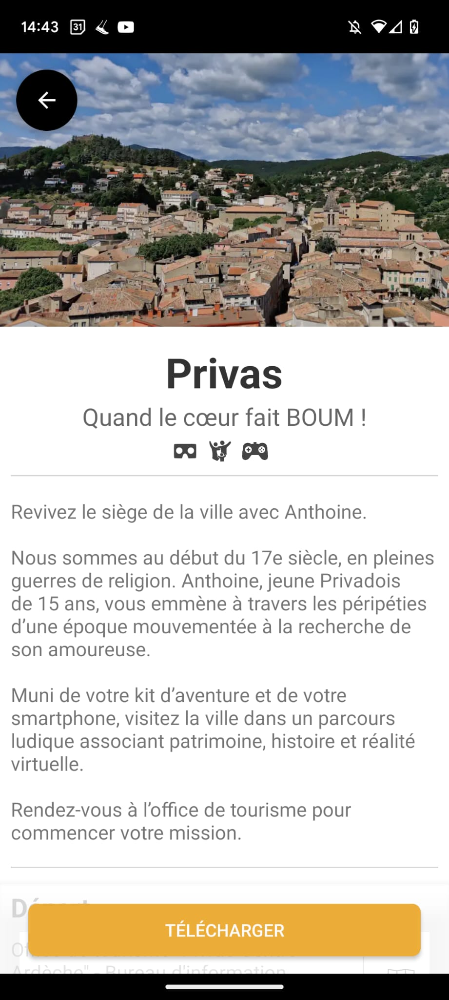 14:43
31
Privas
Quand le cœur fait BOUM !
Revivez le siège de la ville avec Anthoine.
Nous sommes au début du 17e siècle, en pleines
guerres de religion. Anthoine, jeune Privadois
de 15 ans, vous emmène à travers les péripéties
d’une époque mouvementée à la recherche de
son amoureuse.
Muni de votre kit d’aventure et de votre
smartphone, visitez la ville dans un parcours
ludique associant patrimoine, histoire et réalité
virtuelle.
Rendez-vous à l’office de tourisme pour
commencer votre mission.
TÉLÉCHARGER
Ardèche" - Bureau d'information